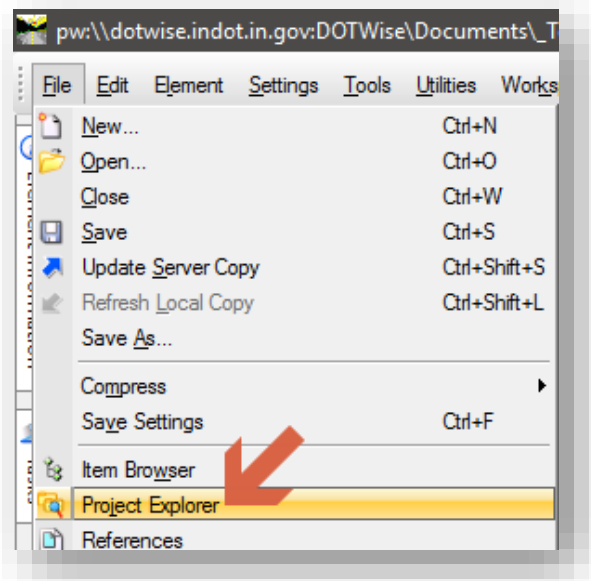 pw:\\dotwise.indot.in.gov:DOTWise\Documents\_T
File Edit Element Settings Tools Utilities Works
New... Ctrl+N
Open... Ctrl+O
Close Ctrl+W
Save Ctrl+S
Update Server Copy Ctrl+Shift+S
Refresh Local Copy Ctrl+Shift+L
Save As...
Compress
Save Settings Ctrl+F
Item Browser
Project Explorer
References